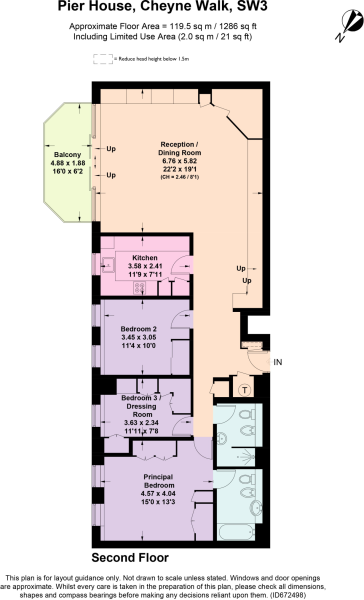 Pier House, Cheyne Walk, SW3
Approximate Floor Area = 119.5 sq m / 1286 sq ft
Including Limited Use Area (2.0 sq m / 21 sq ft)
= Reduce head height below 1.5m
N
Reception /
Dining Room
6.76 x 5.82
22'2 x 19'1
(CH = 2.46 / 8'1)
Balcony
4.88 x 1.88
16'0 x 6'2
Up
Up
Kitchen
3.58 x 2.41
11'9 x 7'11
Up
Up
Bedroom 2
3.45 x 3.05
11'4 x 10'0
IN
T
Bedroom 3 /
Dressing
Room
3.63 x 2.34
11'11 x 7'8
Principal
Bedroom
4.57 x 4.04
15'0 x 13'3
Second Floor
This plan is for layout guidance only. Not drawn to scale unless stated. Windows and door openings
are approximate. Whilst every care is taken in the preparation of this plan, please check all dimensions,
shapes and compass bearings before making any decisions reliant upon them. (ID672498)